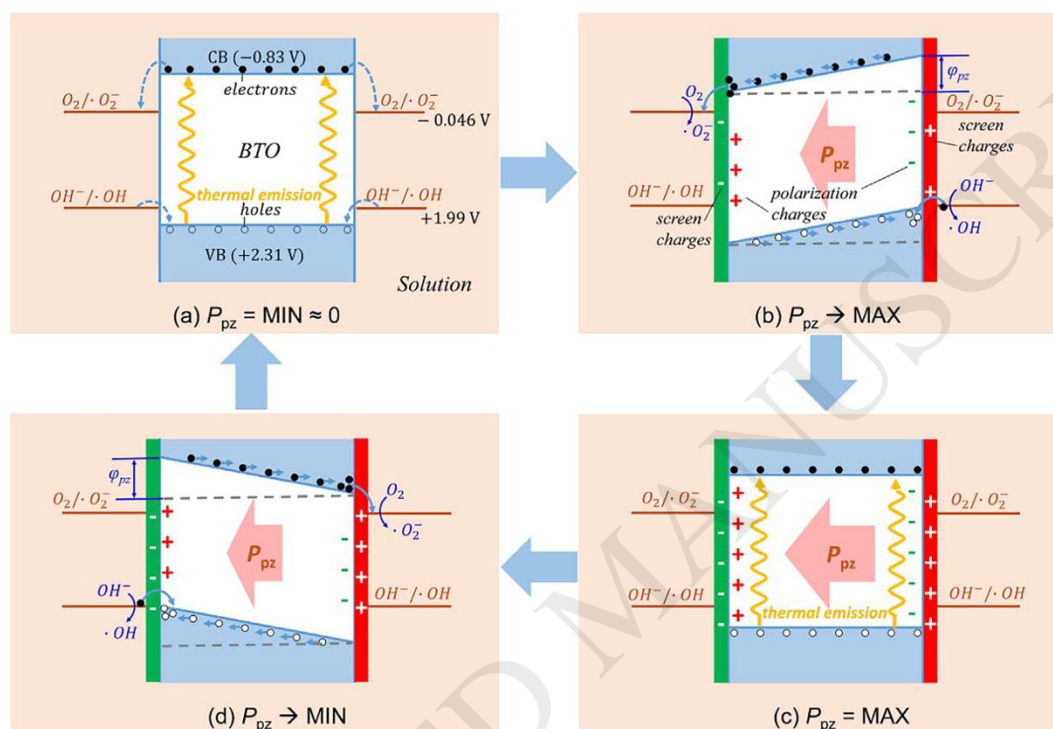 CB (−0.83 V)
electrons
O₂/· O₂⁻
O₂/· O₂⁻
− 0.046 V
BTO
thermal emission
OH⁻/· OH
holes
OH⁻/· OH
+1.99 V
VB (+2.31 V)
Solution
(a) Ppz = MIN ≈ 0
φpz
O₂
· O₂⁻
O₂/· O₂⁻
screen
charges
Ppz
OH⁻
polarization
charges
screen
charges
OH⁻/· OH
· OH
(b) Ppz → MAX
φpz
O₂/· O₂⁻
O₂
· O₂⁻
Ppz
OH⁻
· OH
OH⁻/· OH
(d) Ppz → MIN
O₂/· O₂⁻
O₂/· O₂⁻
Ppz
OH⁻/· OH
thermal emission
OH⁻/· OH
(c) Ppz = MAX
MANUSCR